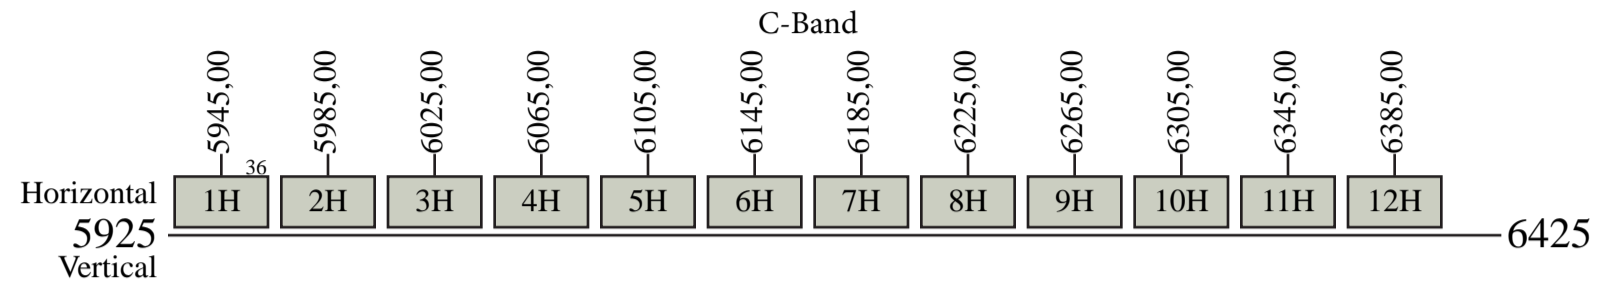 C-Band
5945,00 5985,00 6025,00 6065,00 6105,00 6145,00 6185,00 6225,00 6265,00 6305,00 6345,00 6385,00
36
Horizontal 1H 2H 3H 4H 5H 6H 7H 8H 9H 10H 11H 12H
5925 6425
Vertical